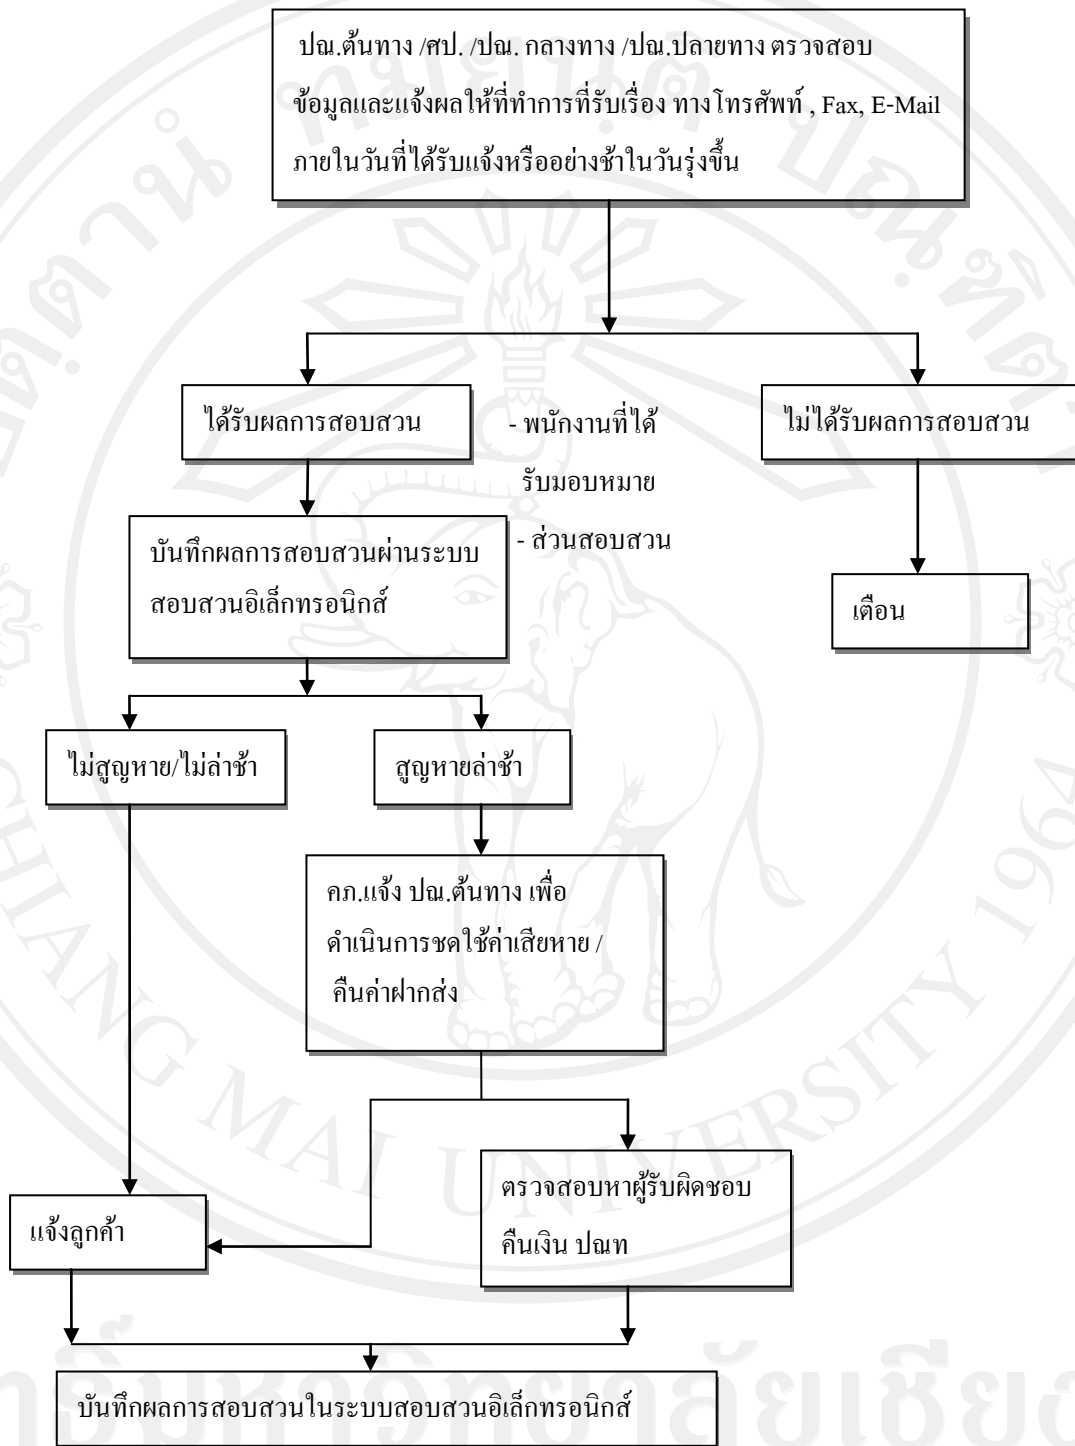 ปณ.ต้นทาง /ศป. /ปณ. กลางทาง /ปณ.ปลายทาง ตรวจสอบ
ข้อมูลและแจ้งผลให้ที่ทำการที่รับเรื่อง ทางโทรศัพท์ , Fax, E-Mail
ภายในวันที่ได้รับแจ้งหรืออย่างช้าในวันรุ่งขึ้น
ได้รับผลการสอบสวน
- พนักงานที่ได้
รับมอบหมาย
- ส่วนสอบสวน
ไม่ได้รับผลการสอบสวน
บันทึกผลการสอบสวนผ่านระบบ
สอบสวนอิเล็กทรอนิกส์
เตือน
ไม่สูญหาย/ไม่ล่าช้า
สูญหายล่าช้า
คภ.แจ้ง ปณ.ต้นทาง เพื่อ
ดำเนินการชดใช้ค่าเสียหาย /
คืนค่าฝากส่ง
ตรวจสอบหาผู้รับผิดชอบ
คืนเงิน ปณท
แจ้งลูกค้า
บันทึกผลการสอบสวนในระบบสอบสวนอิเล็กทรอนิกส์
CHIANG MAI UNIVERSITY 1964